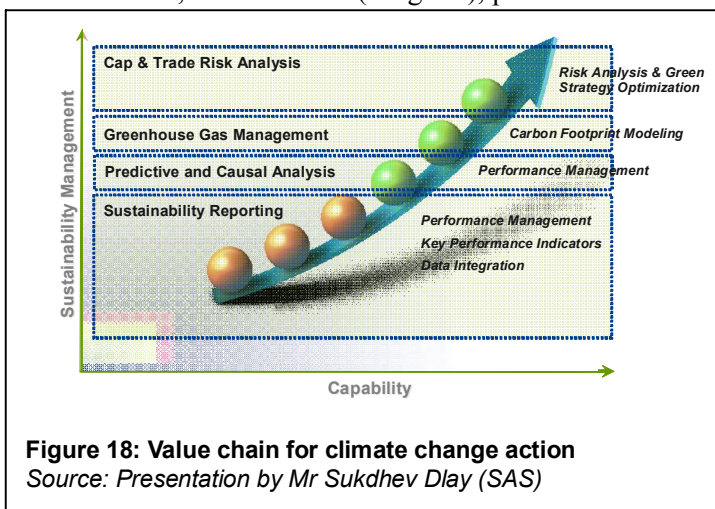 Cap & Trade Risk Analysis
Risk Analysis & Green
Strategy Optimization
Greenhouse Gas Management
Carbon Footprint Modeling
Predictive and Causal Analysis
Performance Management
Sustainability Reporting
Performance Management
Key Performance Indicators
Data Integration
Sustainability Management
Capability
Figure 18: Value chain for climate change action
Source: Presentation by Mr Sukdhev Dlay (SAS)